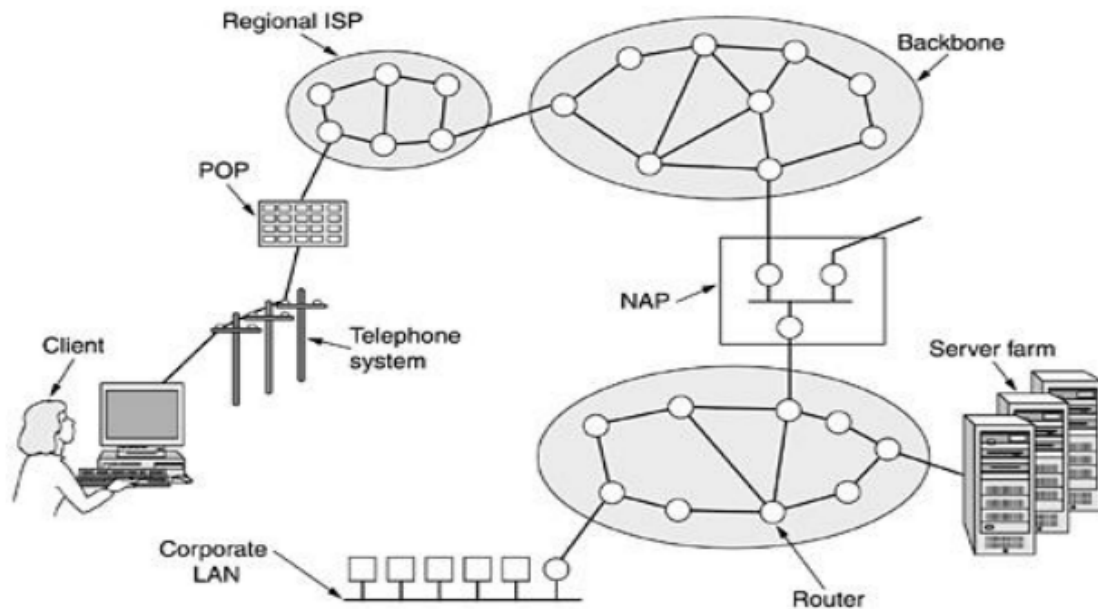 Regional ISP
Backbone
POP
NAP
Telephone
system
Client
Server farm
Corporate
LAN
Router